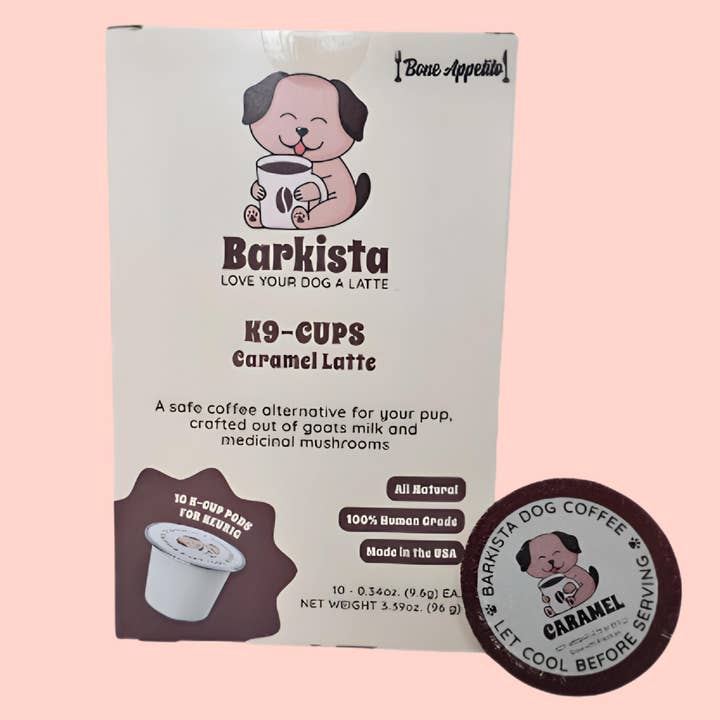 Bone Appetito
Barkista
LOVE YOUR DOG A LATTE
K9-CUPS
Caramel Latte
A safe coffee alternative for your pup,
crafted out of goats milk and
medicinal mushrooms
10 K-CUP PODS
FOR KEURIG
All Natural
100% Human Grade
Made in the USA
10 - 0.34oz. (9.6g) EA.
NET WEIGHT 3.39oz. (96 g)
BARKISTA DOG COFFEE
CARAMEL
LET COOL BEFORE SERVING